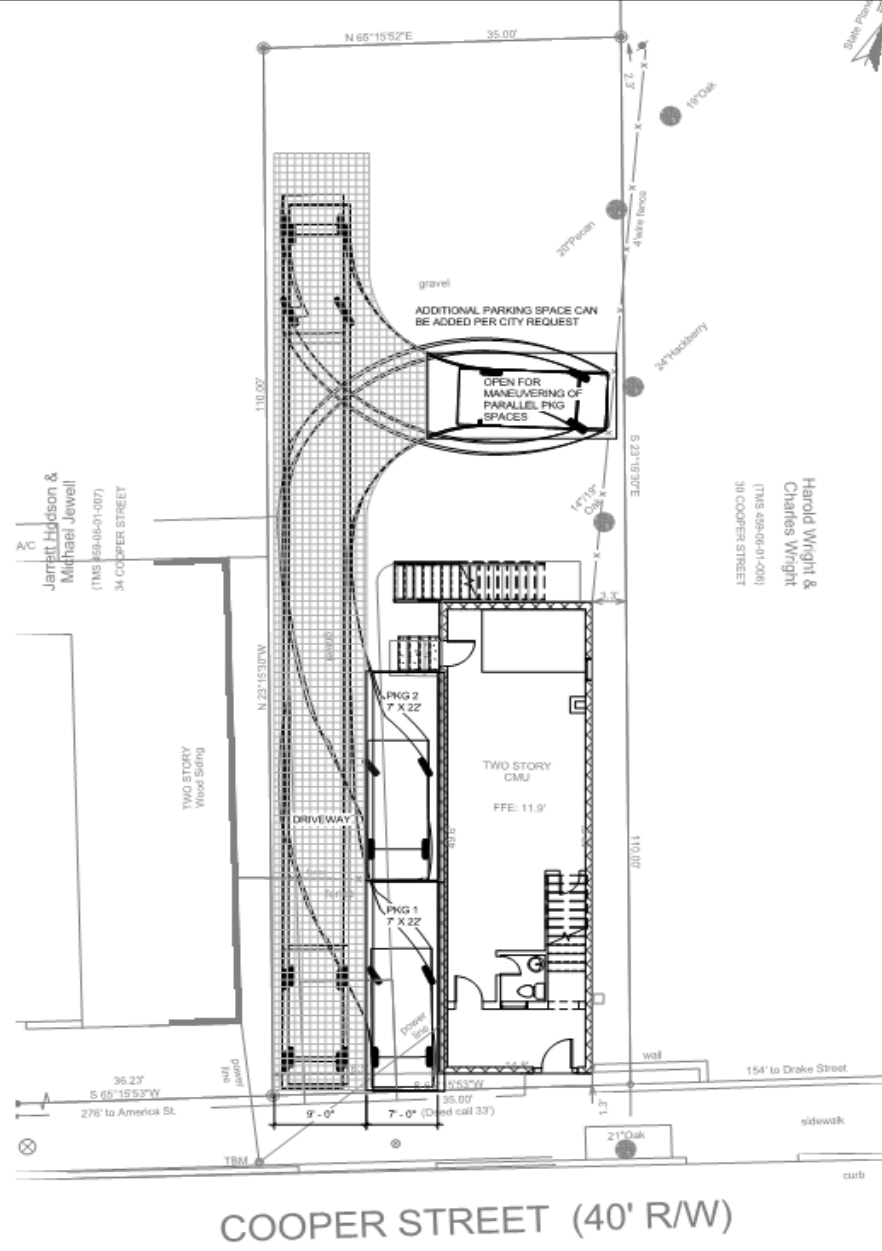 State Plane
N 65°15'52"E 35.00'
2.3'
19"Oak
20"Pecan
4'wire fence
gravel
ADDITIONAL PARKING SPACE CAN
BE ADDED PER CITY REQUEST
24"Hackberry
OPEN FOR
MANEUVERING OF
PARALLEL PKG
SPACES
110.00'
S 23°15'30"E
14"/19"
Oak
Jarrett Hodson &
Michael Jewell
(TMS 459-06-01-007)
34 COOPER STREET
A/C
Harold Wright &
Charles Wright
(TMS 459-06-01-006)
30 COOPER STREET
3.3'
N 23°15'30"W
PKG 2
7' X 22'
TWO STORY
Wood Siding
TWO STORY
CMU
FFE: 11.9'
DRIVEWAY
49.6'
110.00'
fence
PKG 1
7' X 22'
power
line
wall
154' to Drake Street
36.23'
S 65°15'53"W
276' to America St.
power
line
35.00'
(Deed call 33')
9' - 0"
7' - 0"
1.3'
sidewalk
21"Oak
TBM
curb
COOPER STREET (40' R/W)